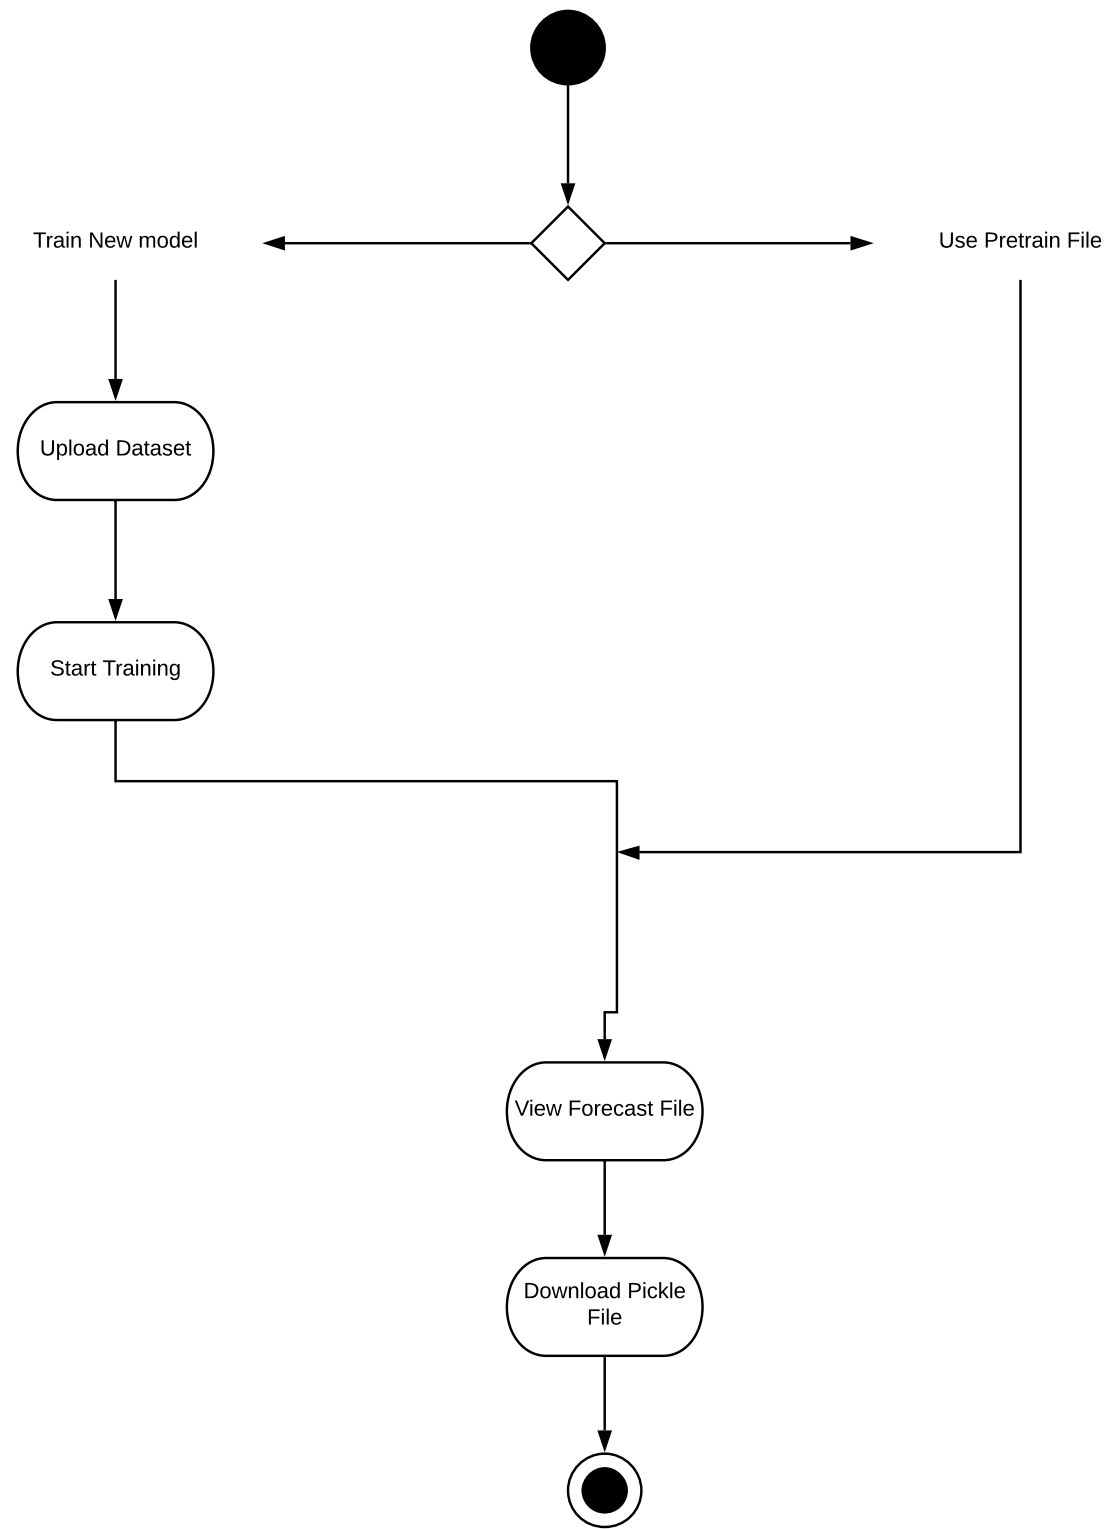 Train New model
Use Pretrain File
Upload Dataset
Start Training
View Forecast File
Download Pickle
File